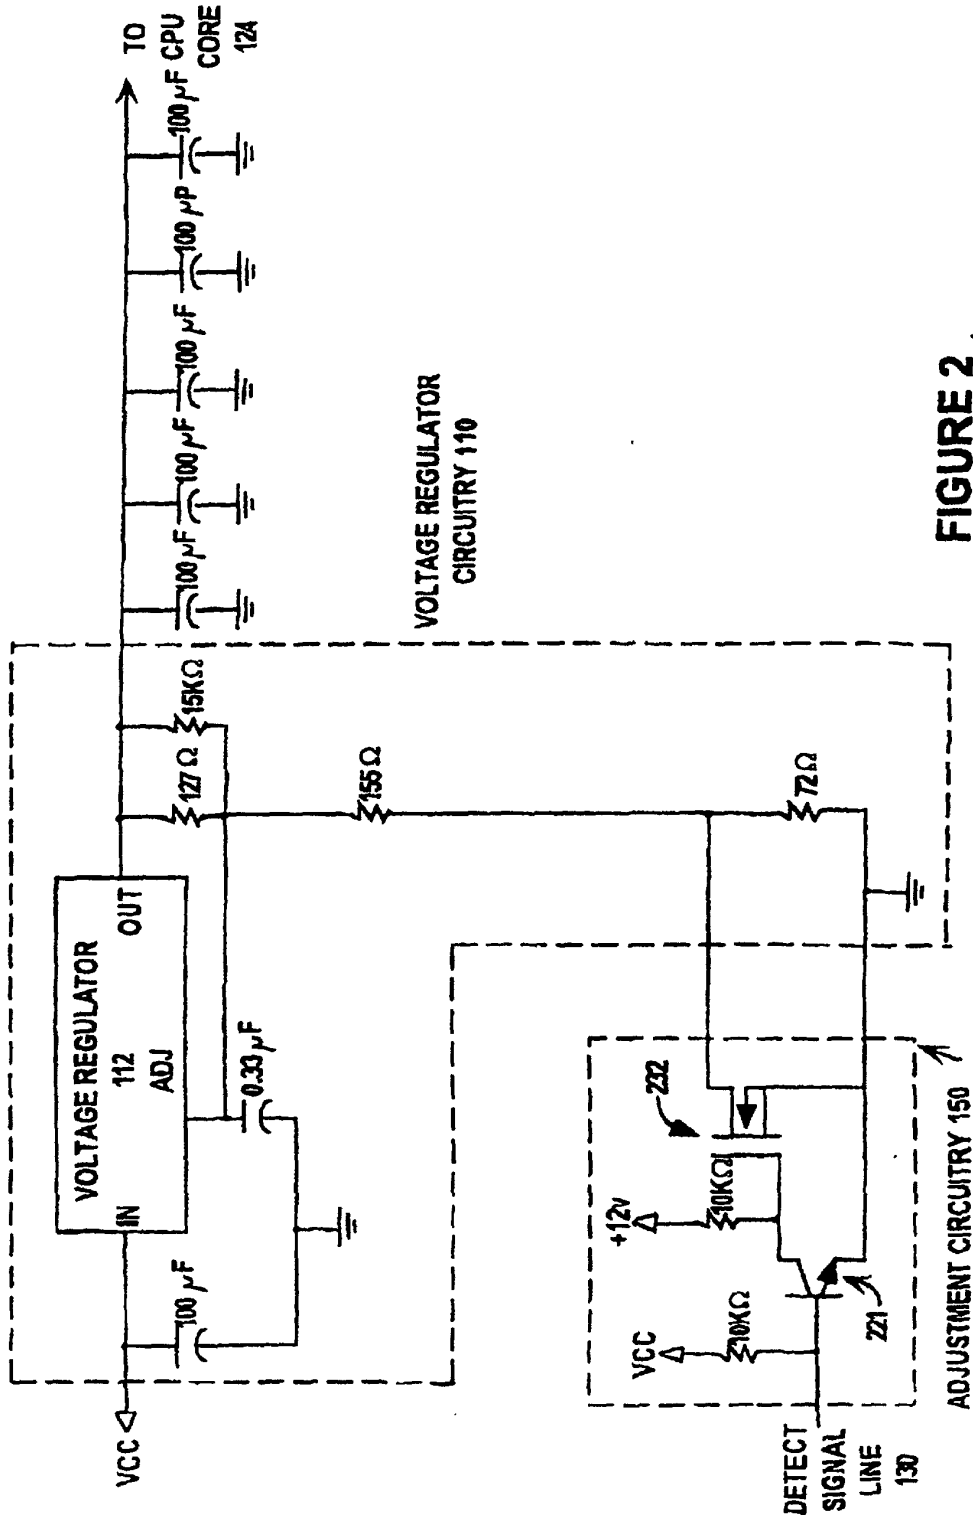 VCC
100 µF
IN
VOLTAGE REGULATOR
112
ADJ
OUT
0.33 µF
127 Ω
15KΩ
100 µF
100 µF
100 µF
100 µP
100 µF
TO
CPU
CORE
124
155 Ω
72 Ω
VOLTAGE REGULATOR
CIRCUITRY 110
DETECT
SIGNAL
LINE
130
VCC
10KΩ
+12V
10KΩ
232
221
ADJUSTMENT CIRCUITRY 150
FIGURE 2